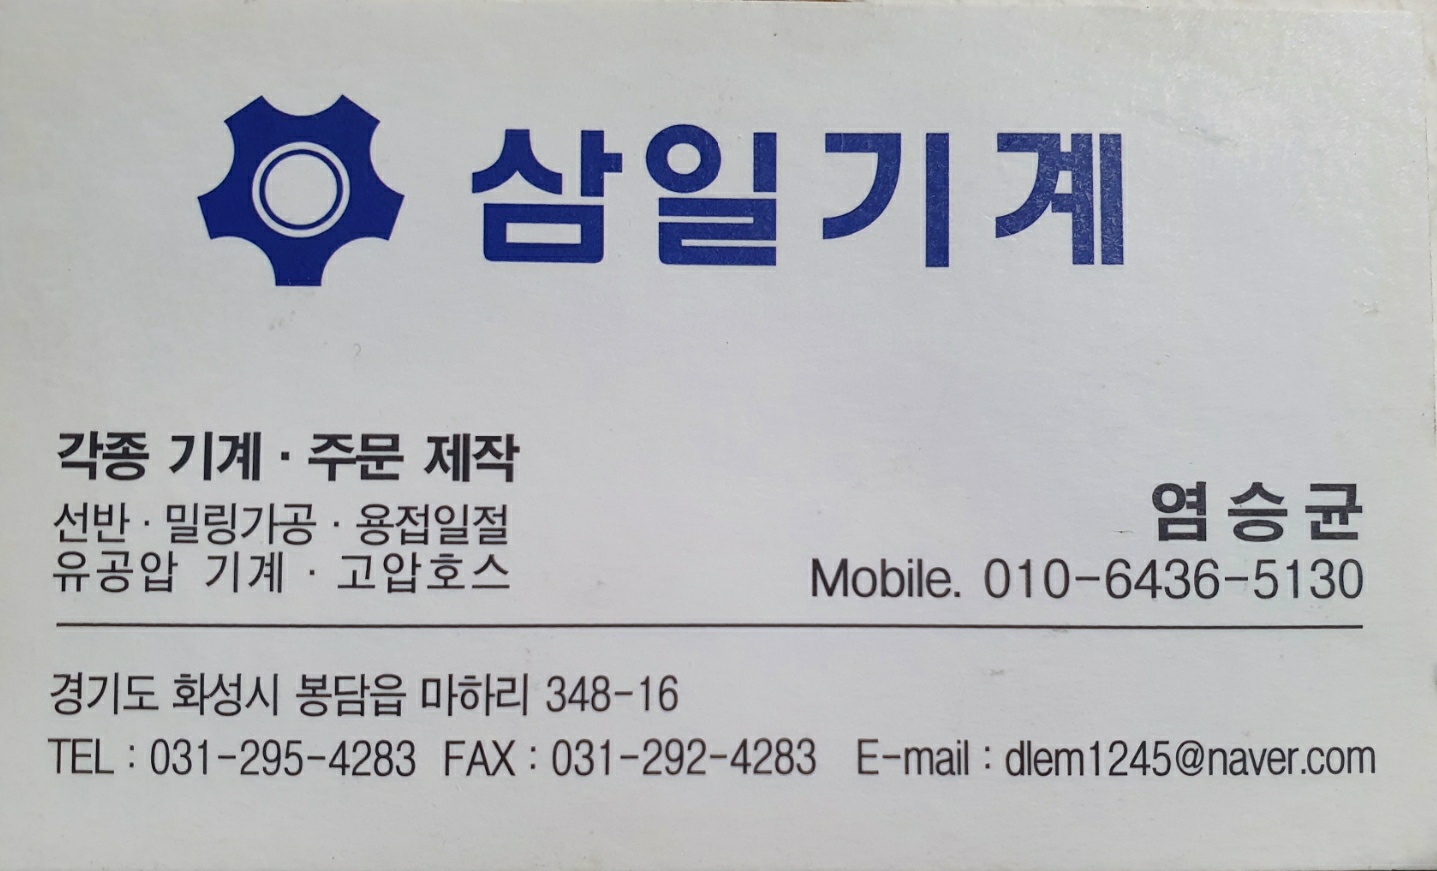 삼일기계
각종 기계 · 주문 제작
선반 · 밀링가공 · 용접일절
유공압 기계 · 고압호스
염승균
Mobile. 010-6436-5130
경기도 화성시 봉담읍 마하리 348-16
TEL : 031-295-4283 FAX : 031-292-4283 E-mail : dlem1245@naver.com